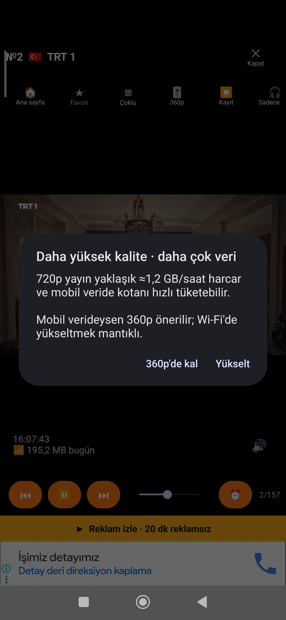 №2 🇹🇷 TRT 1
Kapat
Ana sayfa
Favori
Çoklu
360p
Kayıt
Sadece
TRT 1
Daha yüksek kalite · daha çok veri
720p yayın yaklaşık ≈1,2 GB/saat harcar
ve mobil veride kotanı hızlı tüketebilir.
Mobil verideysen 360p önerilir; Wi-Fi'de
yükseltmek mantıklı.
360p'de kal
Yükselt
16:07:43
195,2 MB bugün
2/157
► Reklam izle · 20 dk reklamsız
İşimiz detayımız
Detay deri direksiyon kaplama